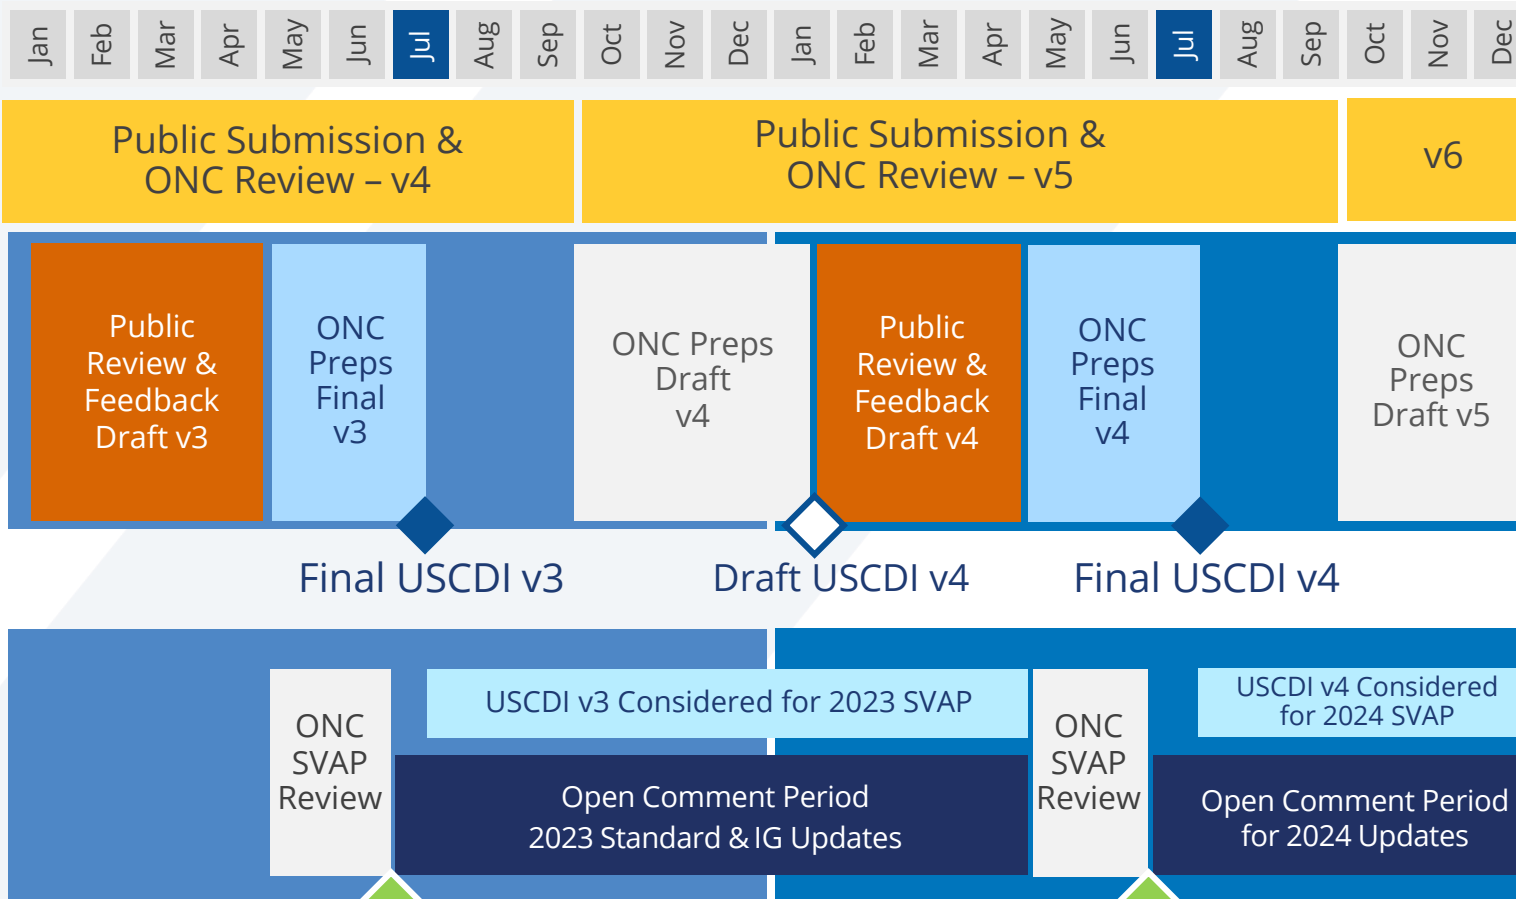 Jan
Feb
Mar
Apr
May
Jun
Jul
Aug
Sep
Oct
Nov
Dec
Jan
Feb
Mar
Apr
May
Jun
Jul
Aug
Sep
Oct
Nov
Dec
Public Submission &
ONC Review – v4
Public Submission &
ONC Review – v5
v6
Public
Review &
Feedback
Draft v3
ONC
Preps
Final
v3
ONC Preps
Draft
v4
Public
Review &
Feedback
Draft v4
ONC
Preps
Final
v4
ONC
Preps
Draft v5
Final USCDI v3
Draft USCDI v4
Final USCDI v4
ONC
SVAP
Review
USCDI v3 Considered for 2023 SVAP
Open Comment Period
2023 Standard & IG Updates
ONC
SVAP
Review
USCDI v4 Considered
for 2024 SVAP
Open Comment Period
for 2024 Updates